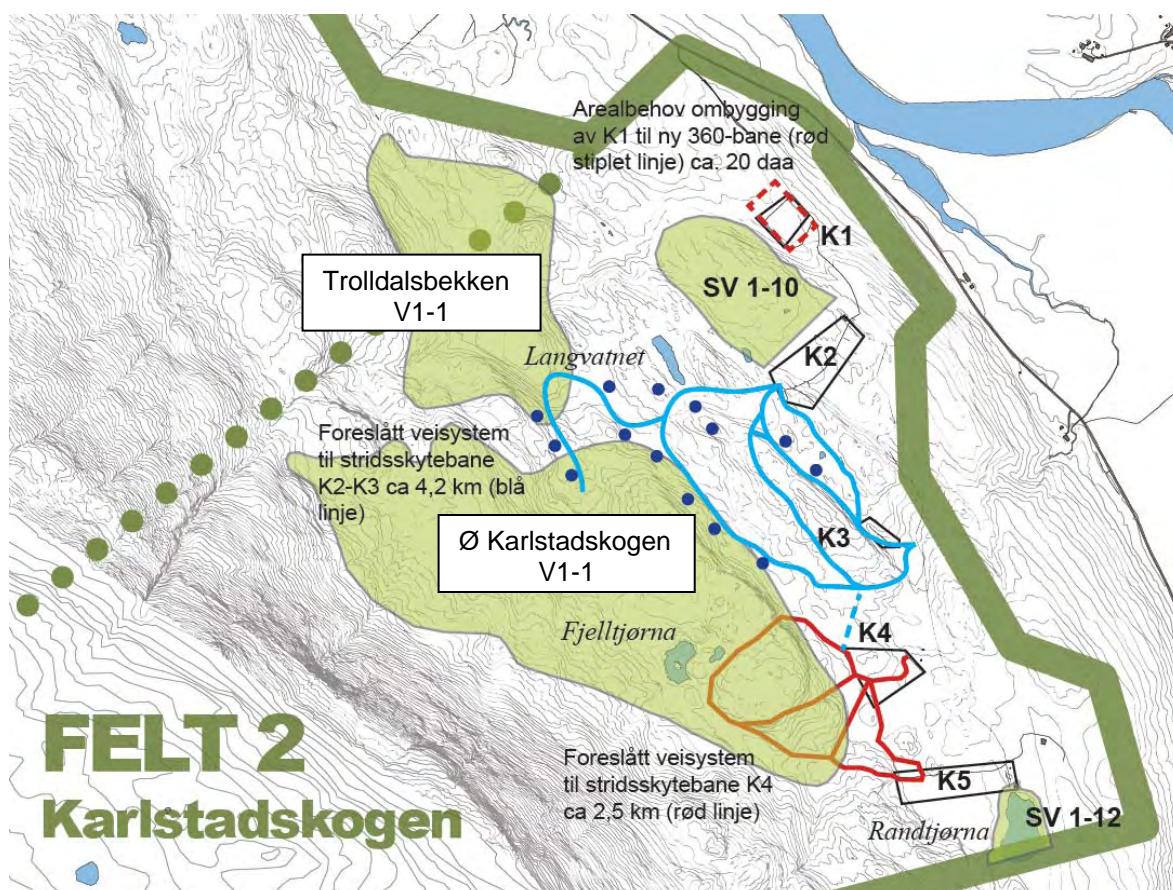 Arealbehov ombygging
av K1 til ny 360-bane (rød
stiplet linje) ca. 20 daa
K1
Trolldalsbekken
V1-1
SV 1-10
Langvatnet
K2
Foreslått veisystem
til stridsskytebane
K2-K3 ca 4,2 km (blå
linje)
Ø Karlstadskogen
V1-1
K3
Fjelltjørna
K4
FELT 2
Karlstadskogen
Foreslått veisystem
til stridsskytebane K4
ca 2,5 km (rød linje)
K5
Randtjørna
SV 1-12